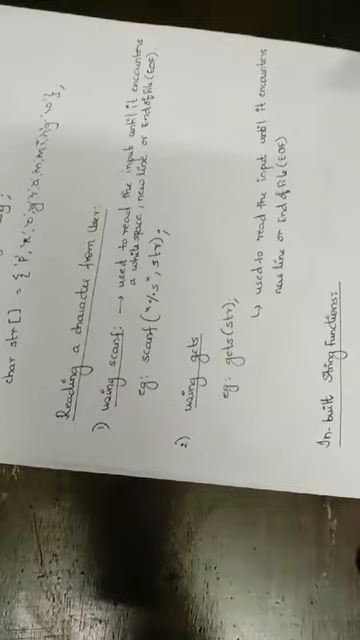 char str[] = {'P','R','O','g','r','a','m','m','i','n','g','\0'};
Reading a character from User:
1) using scanf: → used to read the input until it encounters
a white space, new line or End of File (EOF).
eg: scanf("%s", str);
2) using gets
eg: gets(str);
↳ used to read the input until it encounters
new line or End of File (EOF)
In-built String Functions: